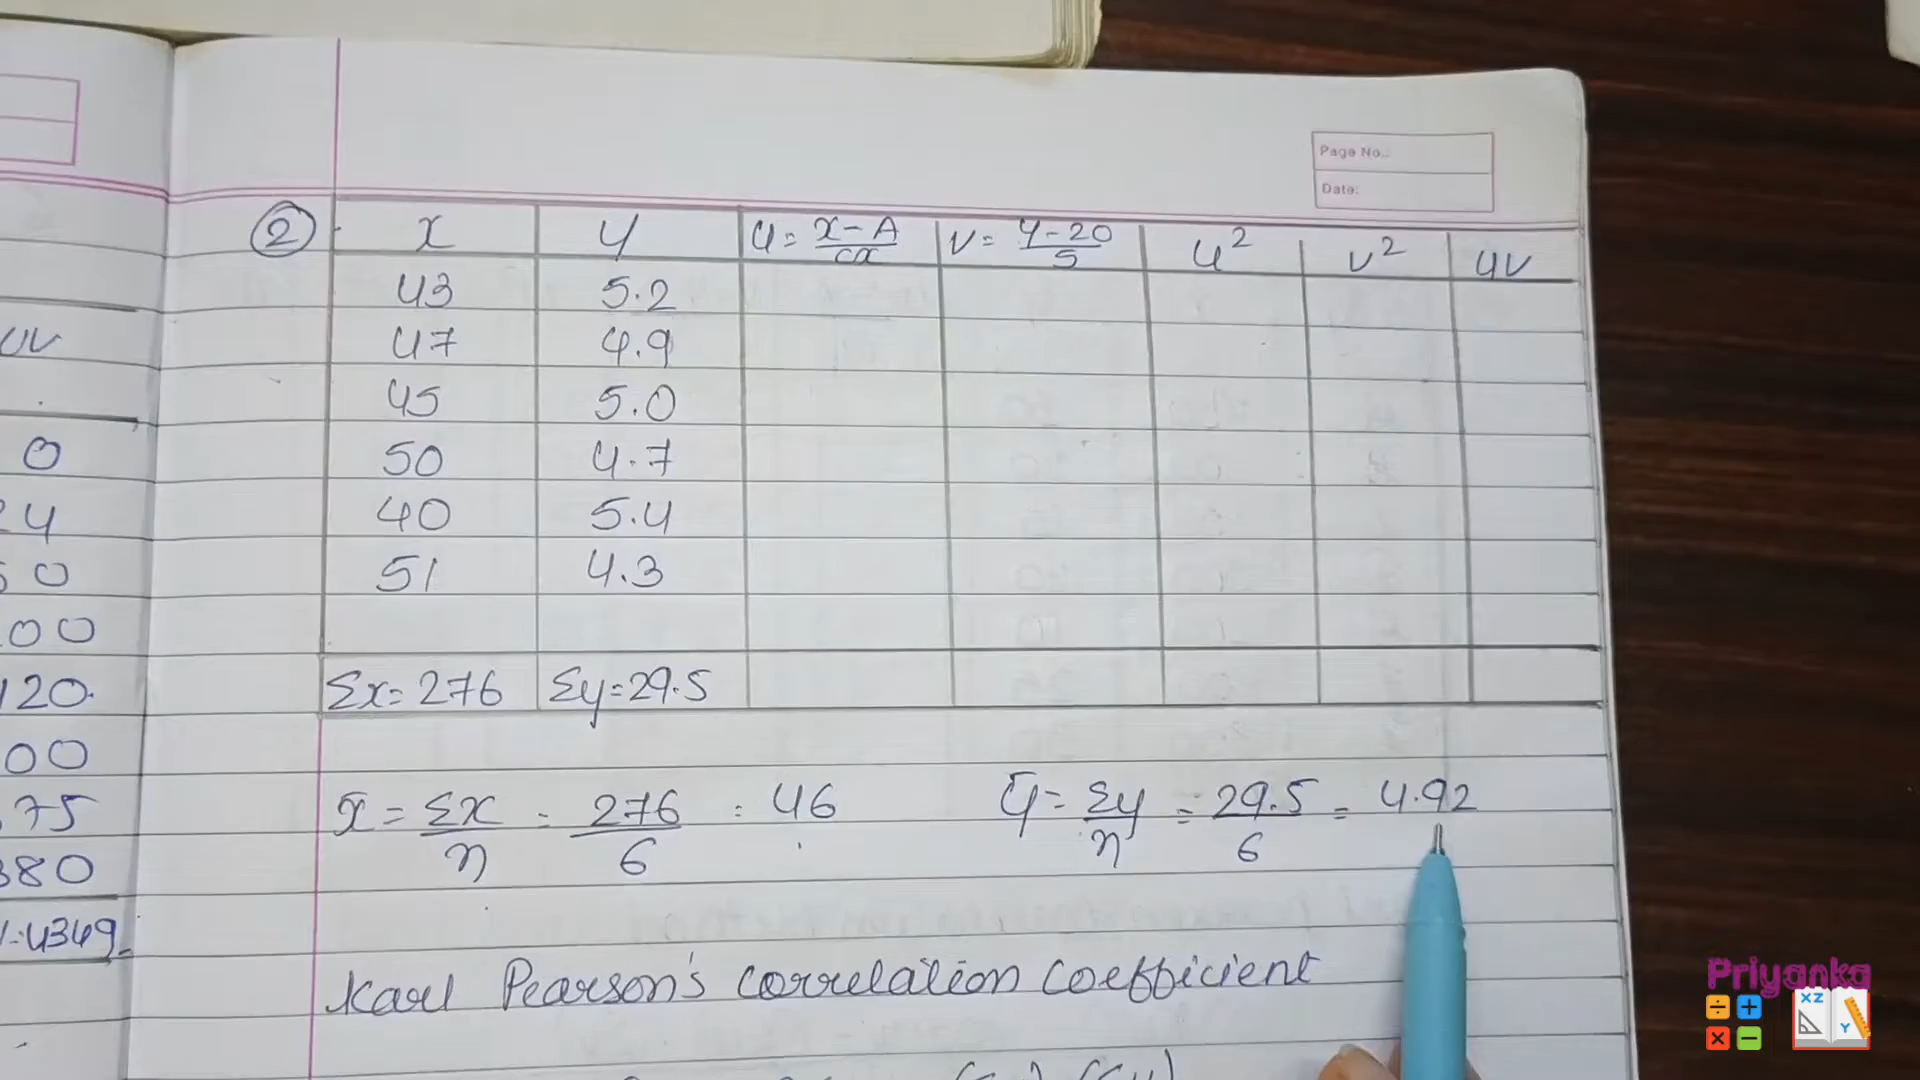 Page No..
Date:
② x y u = x-A/cx v = y-20/5 u² v² uv
43 5.2
uv
47 4.9
45 5.0
0
50 4.7
24
40 5.4
0
51 4.3
00
120.
Σx= 276 Σy=29.5
00
75
x̄ = Σx/n = 276/6 = 46 ȳ = Σy/n = 29.5/6 = 4.92
380
1.4349
Karl Pearson's correlation coefficient
Priyanka
XZ
Y